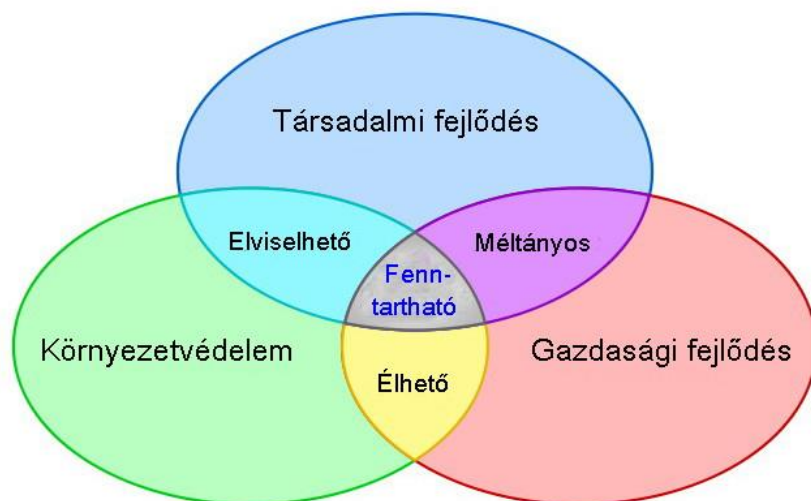 Társadalmi fejlődés
Elviselhető
Méltányos
Fenn-
tartható
Környezetvédelem
Gazdasági fejlődés
Élhető